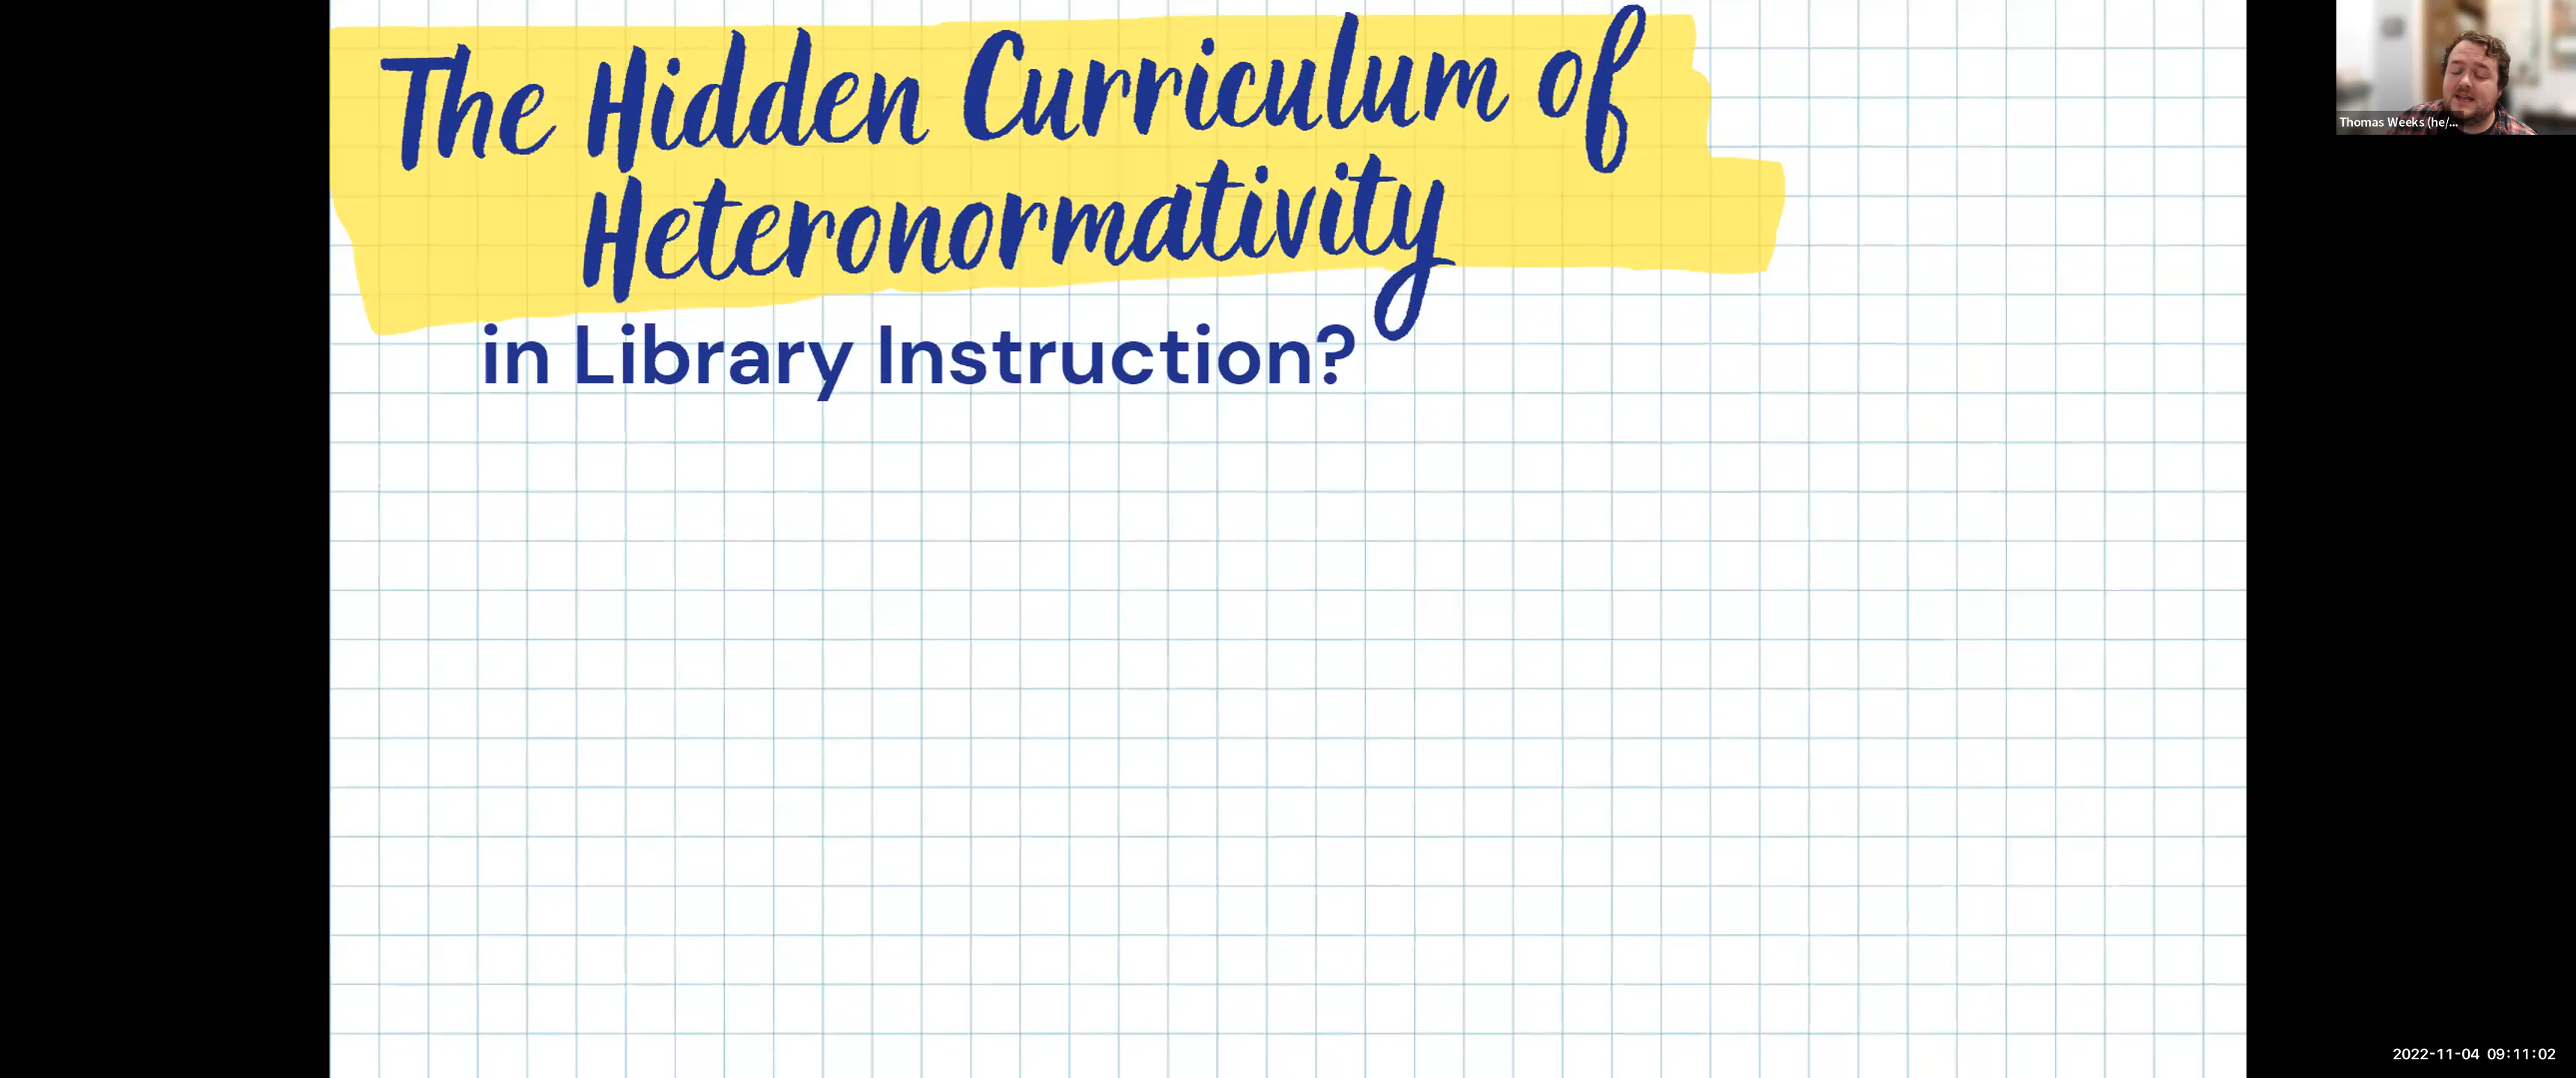 The Hidden Curriculum of
Heteronormativity
in Library Instruction?
Thomas Weeks (he/...
2022-11-04 09:11:02